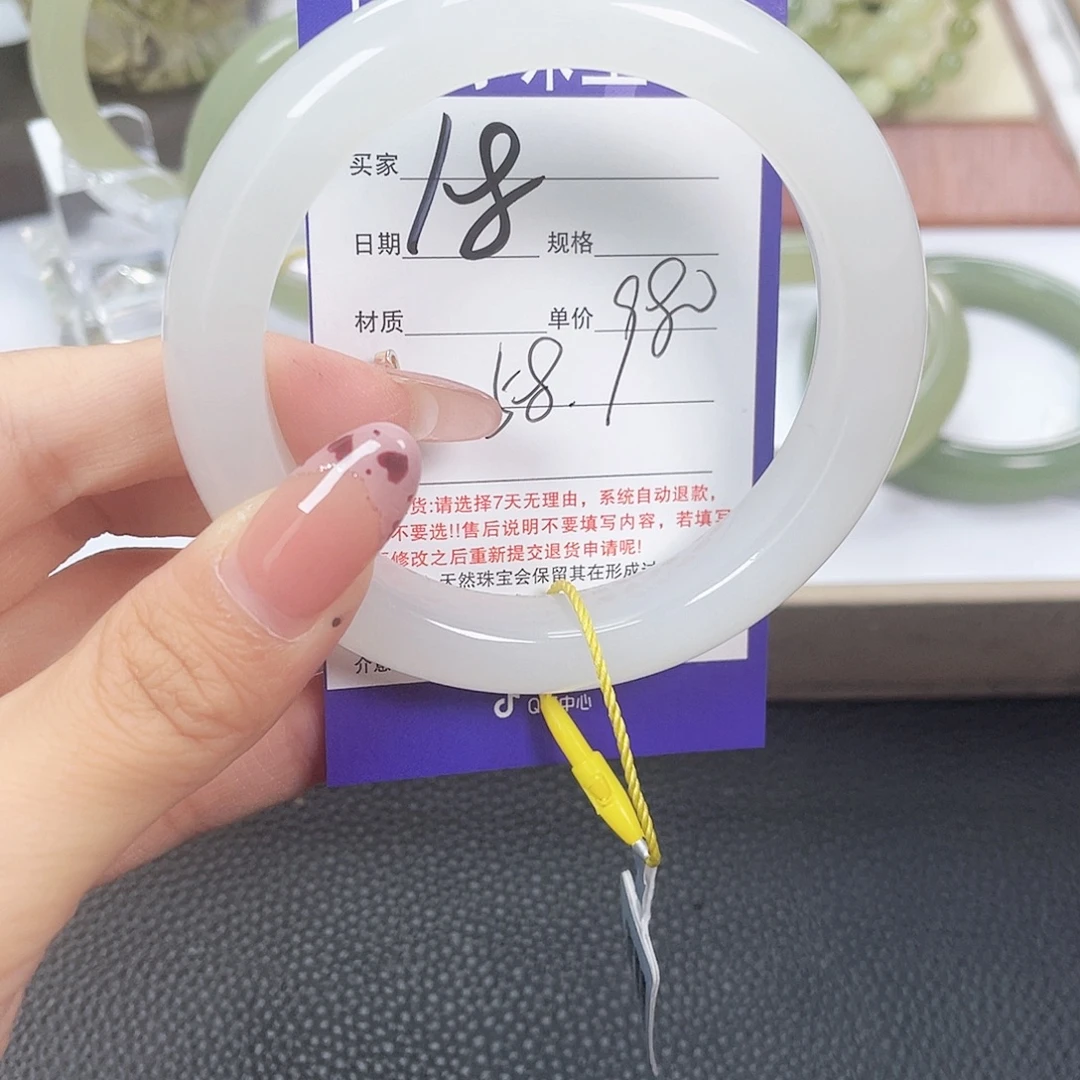 买家 18
日期 规格
材质 单价 980
58.
货:请选择7天无理由，系统自动退款，
不要选!!售后说明不要填写内容，若填写
修改之后重新提交退货申请呢!
天然珠宝会保留其在形成过
介意
中心